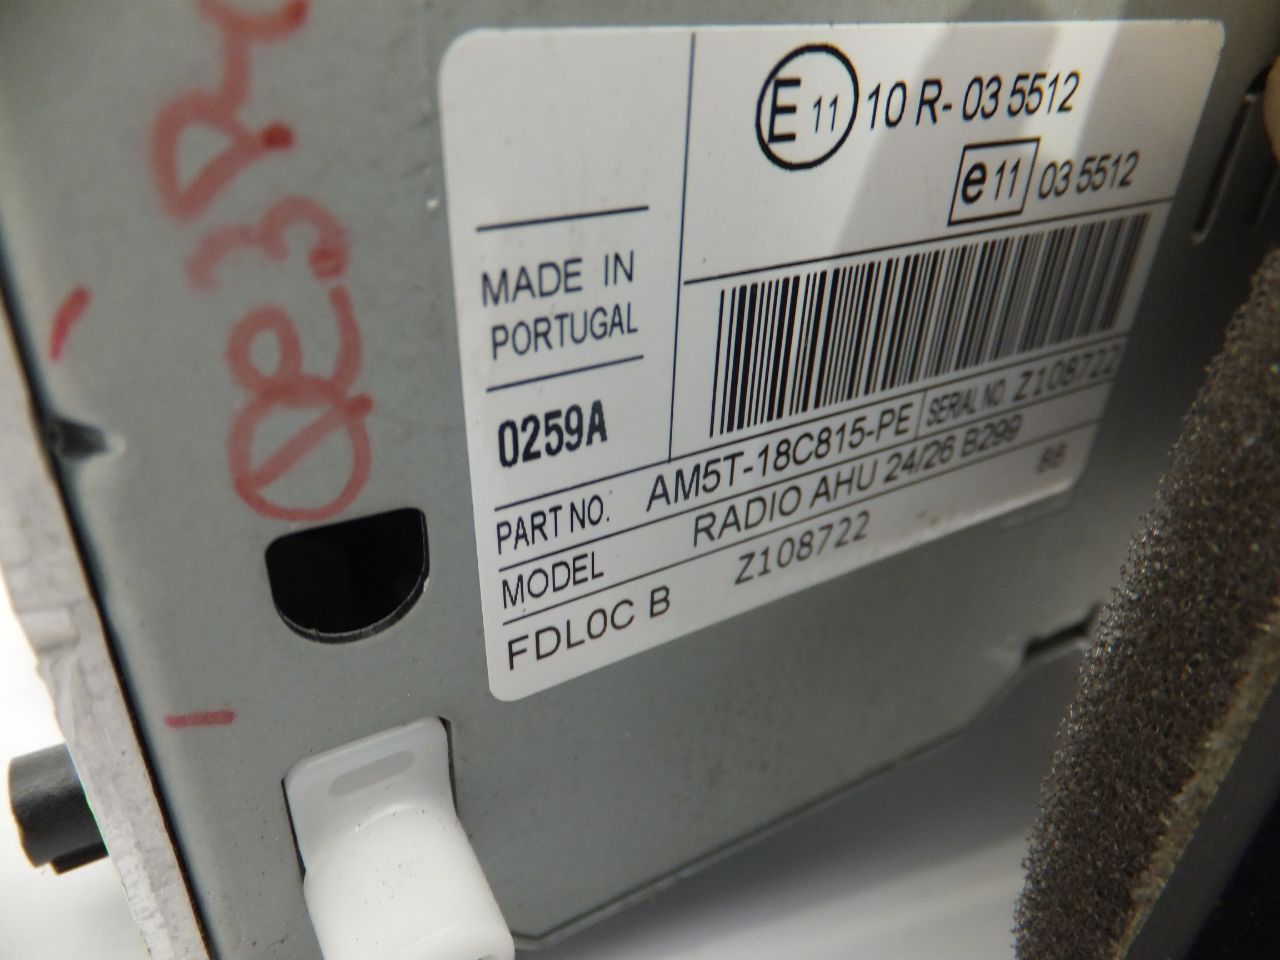 E 11 10 R- 03 5512
e 11 03 5512
MADE IN
PORTUGAL
0259A
PART NO. AM5T-18C815-PE SERIAL NO. Z108722
MODEL RADIO AHU 24/26 B299
FDL0C B Z108722